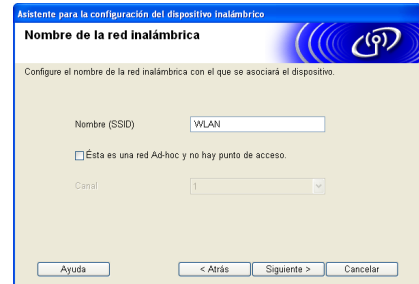 Asistente para la configuración del dispositivo inalámbrico
Nombre de la red inalámbrica
Configure el nombre de la red inalámbrica con el que se asociará el dispositivo.
Nombre (SSID) WLAN
Ésta es una red Ad-hoc y no hay punto de acceso.
Canal 1
Ayuda < Atrás Siguiente > Cancelar